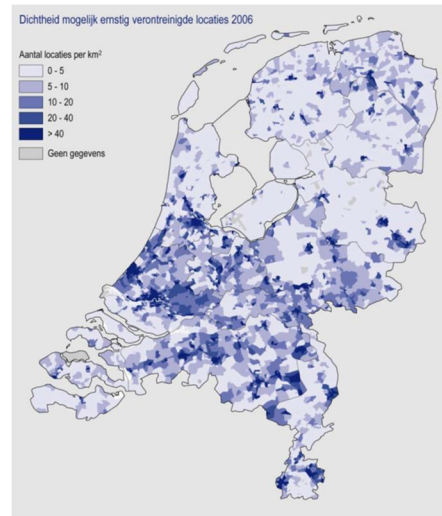 Dichtheid mogelijk ernstig verontreinigde locaties 2006
Aantal locaties per km²
0 - 5
5 - 10
10 - 20
20 - 40
> 40
Geen gegevens